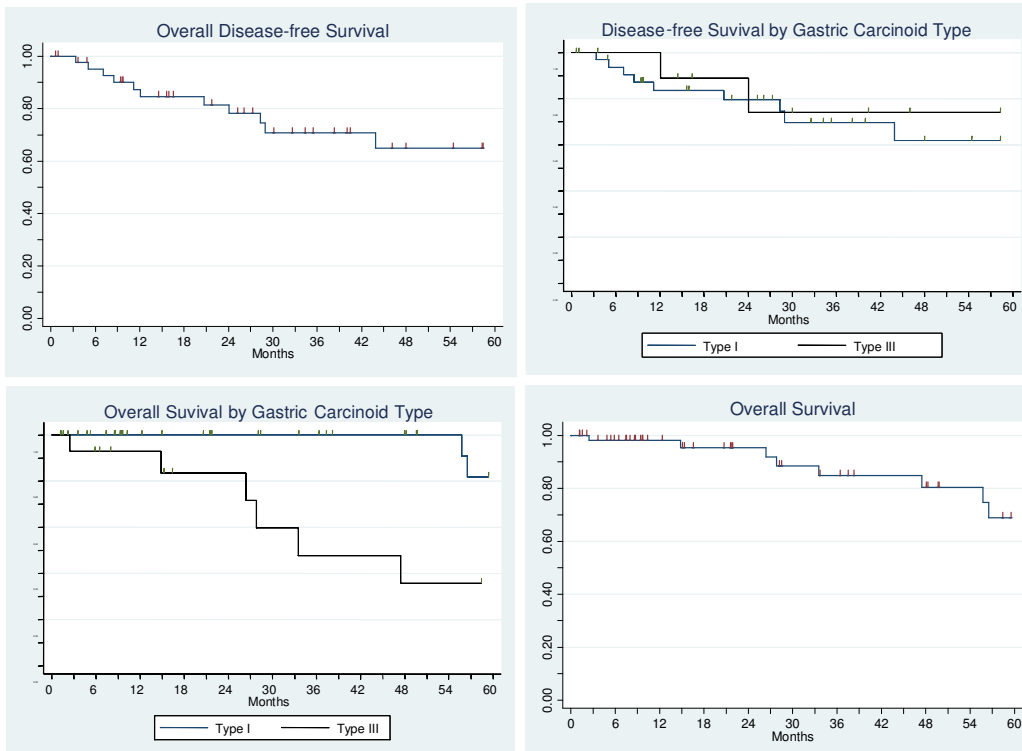 Overall Disease-free Survival
1.00
0.80
0.60
0.40
0.20
0.00
0 6 12 18 24 30 36 42 48 54 60
Months
Disease-free Suvival by Gastric Carcinoid Type
0 6 12 18 24 30 36 42 48 54 60
Months
Type I Type III
Overall Suvival by Gastric Carcinoid Type
0 6 12 18 24 30 36 42 48 54 60
Months
Type I Type III
Overall Survival
1.00
0.80
0.60
0.40
0.20
0.00
0 6 12 18 24 30 36 42 48 54 60
Months